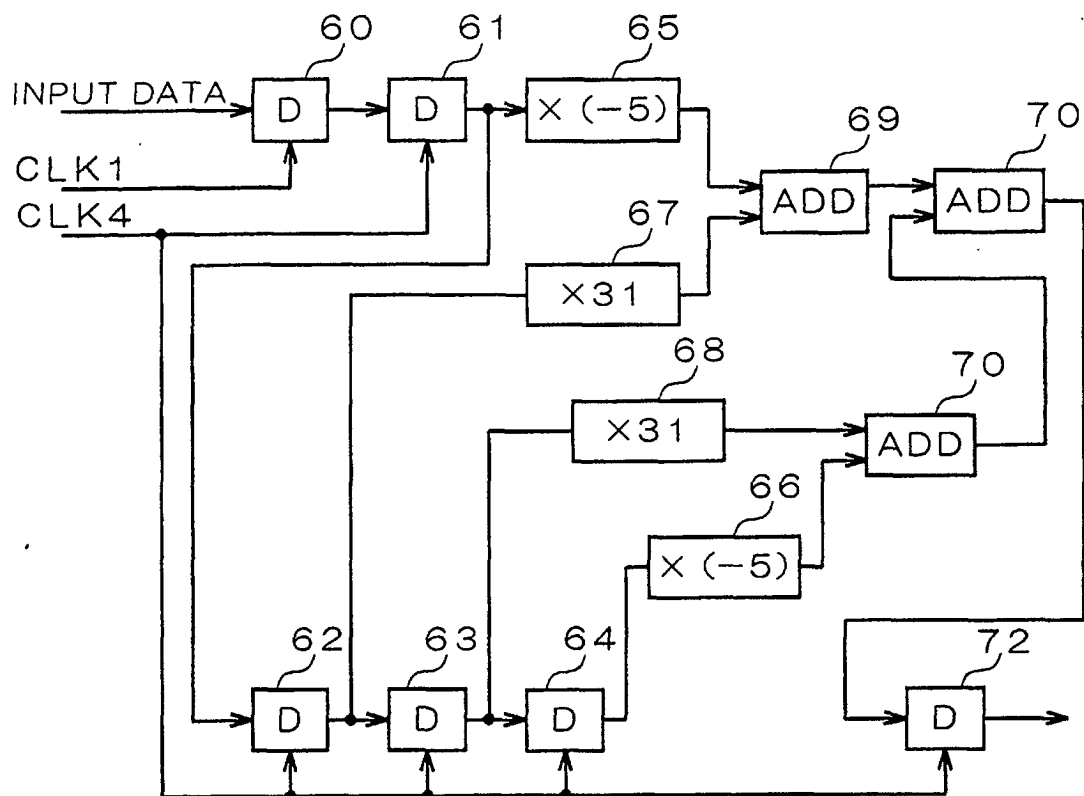 60 61 65
INPUT DATA D D × (−5)
69 70
CLK1 ADD ADD
CLK4
67
×31
68 70
×31 ADD
66
× (−5)
62 63 64 72
D D D D